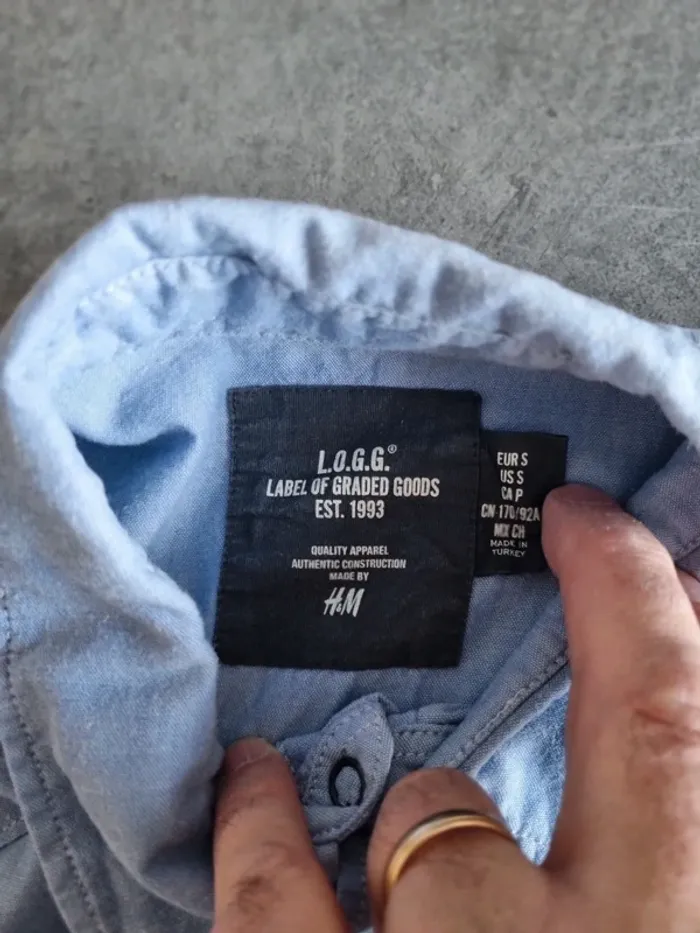 L.O.G.G.®
LABEL OF GRADED GOODS
EST. 1993
QUALITY APPAREL
AUTHENTIC CONSTRUCTION
MADE BY
H&M
EUR S
US S
CA P
CN 170/92A
MX CH
MADE IN
TURKEY